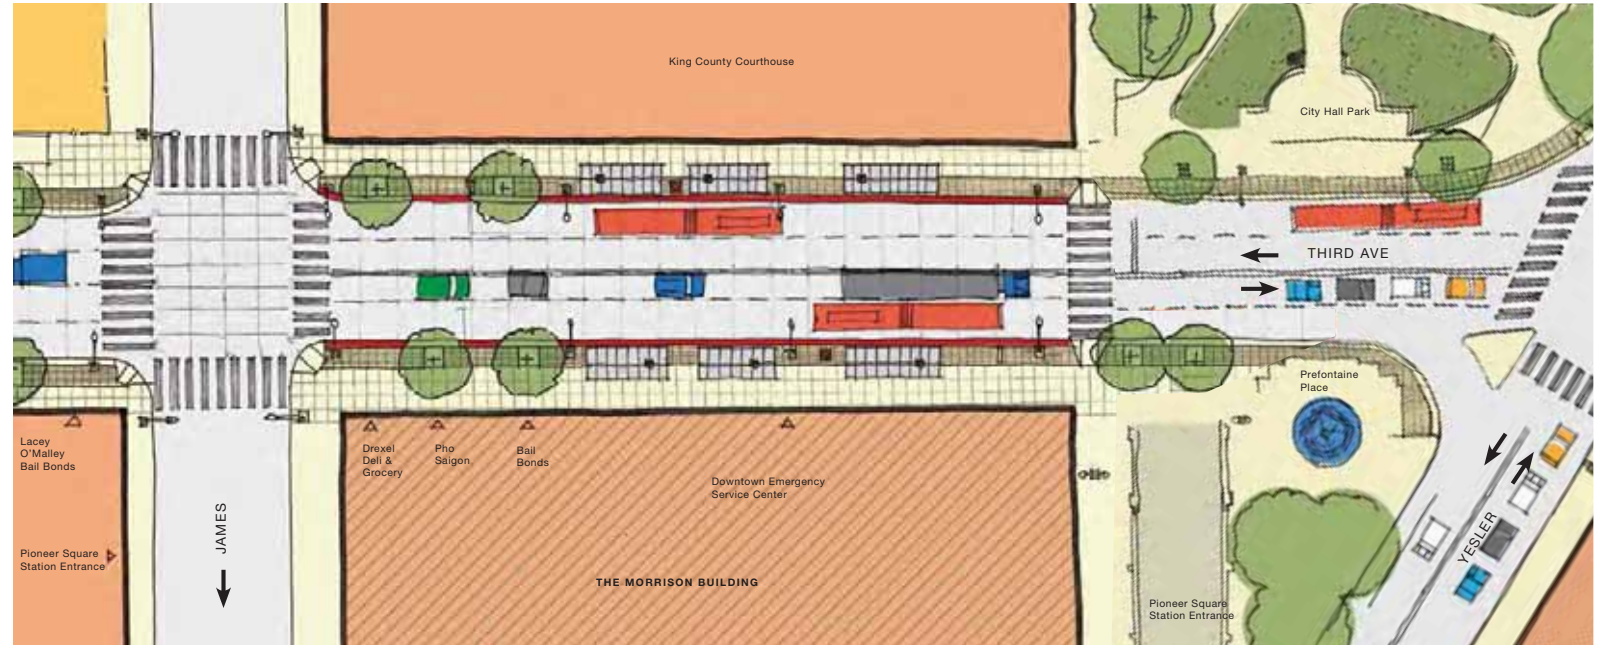 King County Courthouse
City Hall Park
THIRD AVE
Prefontaine
Place
Lacey
O'Malley
Bail Bonds
Drexel
Deli &
Grocery
Pho
Saigon
Bail
Bonds
Downtown Emergency
Service Center
JAMES
YESLER
Pioneer Square
Station Entrance
THE MORRISON BUILDING
Pioneer Square
Station Entrance